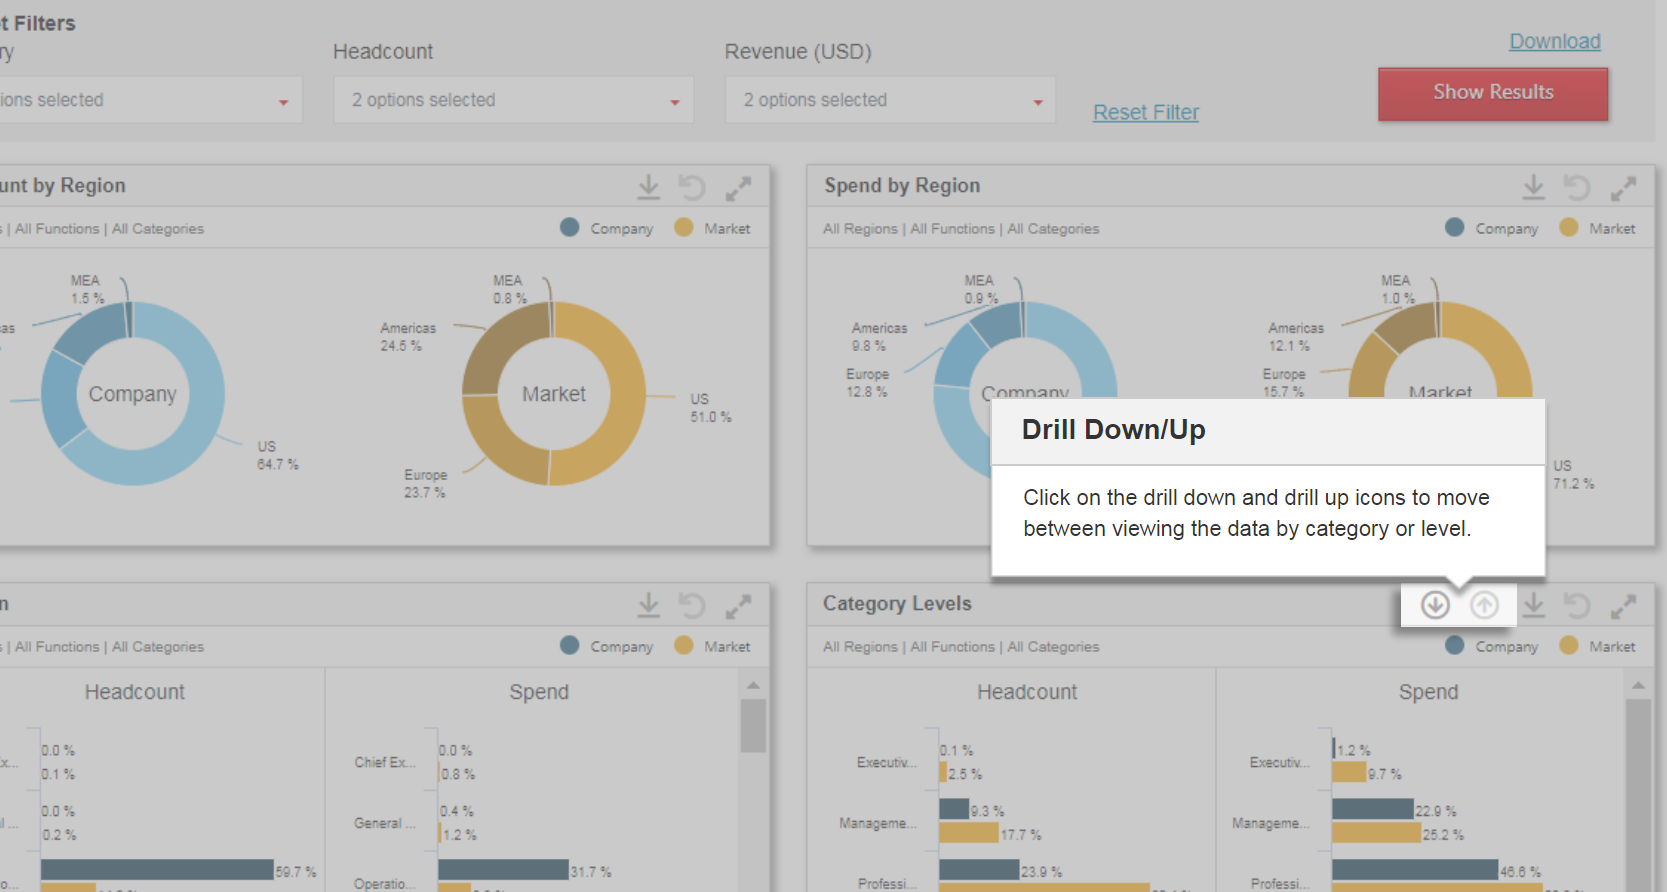 t Filters
ry
Headcount
Revenue (USD)
Download
ions selected
2 options selected
2 options selected
Reset Filter
Show Results
unt by Region
s | All Functions | All Categories
Company
Market
MEA
1.5 %
as
Company
US
64.7 %
MEA
0.8 %
Americas
24.5 %
Market
US
51.0 %
Europe
23.7 %
Spend by Region
All Regions | All Functions | All Categories
Company
Market
MEA
0.9 %
Americas
9.8 %
Europe
12.8 %
Company
MEA
1.0 %
Americas
12.1 %
Europe
15.7 %
Market
US
71.2 %
Drill Down/Up
Click on the drill down and drill up icons to move
between viewing the data by category or level.
n
s | All Functions | All Categories
Company
Market
Headcount
Spend
x...
0.0 %
0.1 %
l ...
0.0 %
0.2 %
o...
59.7 %
Chief Ex...
0.0 %
0.8 %
General ...
0.4 %
1.2 %
Operatio...
31.7 %
Category Levels
All Regions | All Functions | All Categories
Company
Market
Headcount
Spend
Executiv...
0.1 %
2.5 %
Manageme...
9.3 %
17.7 %
Professi...
23.9 %
Executiv...
1.2 %
9.7 %
Manageme...
22.9 %
25.2 %
Professi...
46.6 %